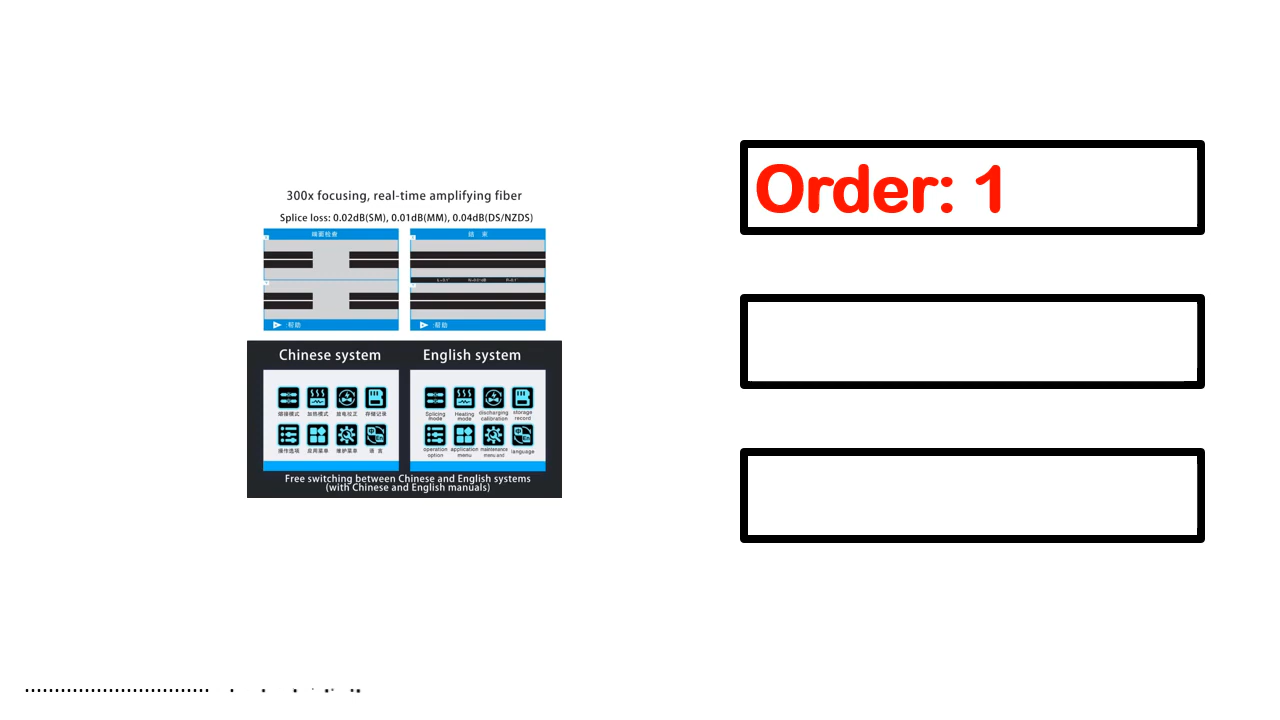 300x focusing, real-time amplifying fiber
Splice loss: 0.02dB(SM), 0.01dB(MM), 0.04dB(DS/NZDS)
端面检查
结 束
帮助
帮助
Chinese system English system
熔接模式 加热模式 放电校正 存储记录
操作选项 应用菜单 维护菜单 语 言
Splicing mode Heating mode discharging calibration storage record
operation option application menu maintenance menu and language
Free switching between Chinese and English systems
(with Chinese and English manuals)
Order: 1